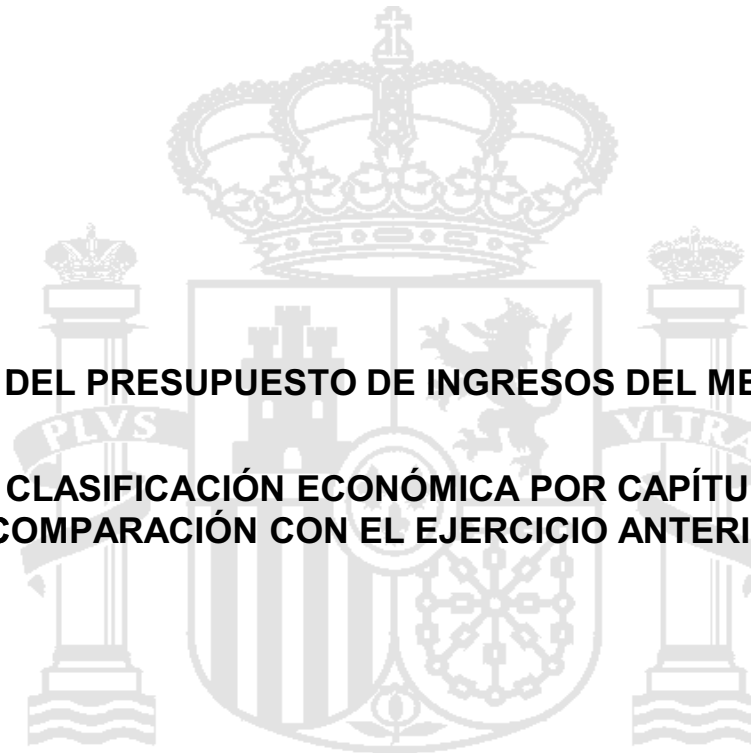 DEL PRESUPUESTO DE INGRESOS DEL ME
PLVS
VLTRA
CLASIFICACIÓN ECONÓMICA POR CAPÍTU
COMPARACIÓN CON EL EJERCICIO ANTERI